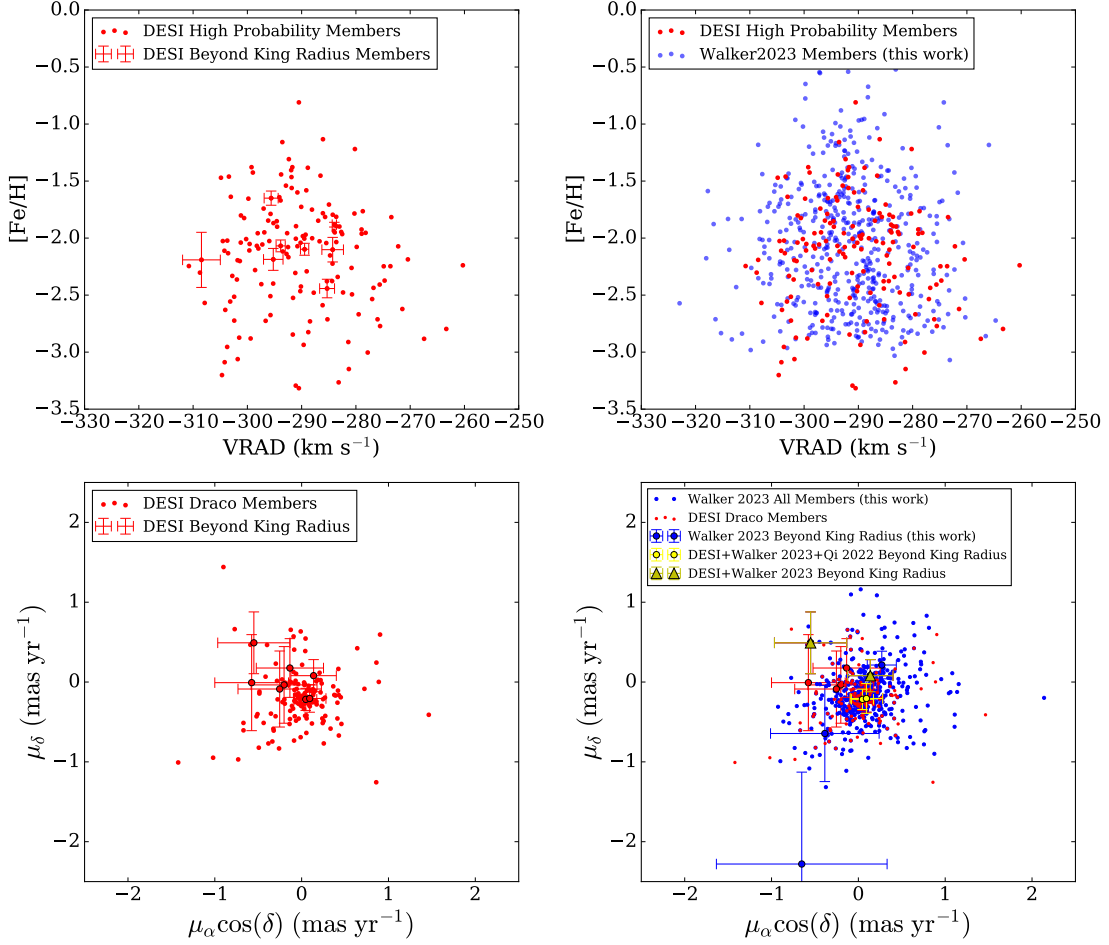 DESI High Probability Members
DESI Beyond King Radius Members
[Fe/H]
0.0
−0.5
−1.0
−1.5
−2.0
−2.5
−3.0
−3.5
−330 −320 −310 −300 −290 −280 −270 −260 −250
VRAD (km s⁻¹)
DESI High Probability Members
Walker2023 Members (this work)
[Fe/H]
0.0
−0.5
−1.0
−1.5
−2.0
−2.5
−3.0
−3.5
−330 −320 −310 −300 −290 −280 −270 −260 −250
VRAD (km s⁻¹)
DESI Draco Members
DESI Beyond King Radius
μδ (mas yr⁻¹)
2
1
0
−1
−2
−2 −1 0 1 2
μαcos(δ) (mas yr⁻¹)
Walker 2023 All Members (this work)
DESI Draco Members
Walker 2023 Beyond King Radius (this work)
DESI+Walker 2023+Qi 2022 Beyond King Radius
DESI+Walker 2023 Beyond King Radius
μδ (mas yr⁻¹)
2
1
0
−1
−2
−2 −1 0 1 2
μαcos(δ) (mas yr⁻¹)